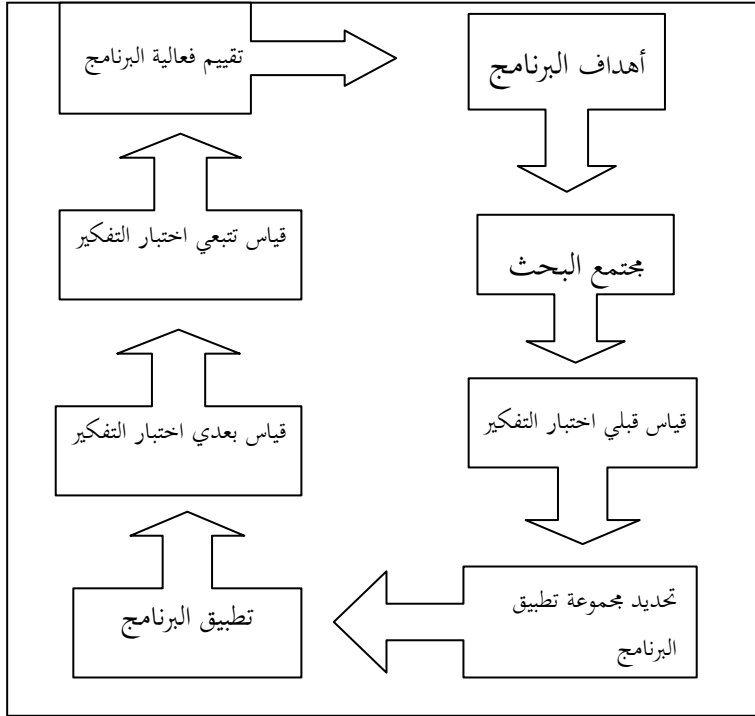 أهداف البرنامج
مجتمع البحث
قياس قبلي اختبار التفكير
تحديد مجموعة تطبيق
البرنامج
تطبيق البرنامج
قياس بعدي اختبار التفكير
قياس تتبعي اختبار التفكير
تقييم فعالية البرنامج